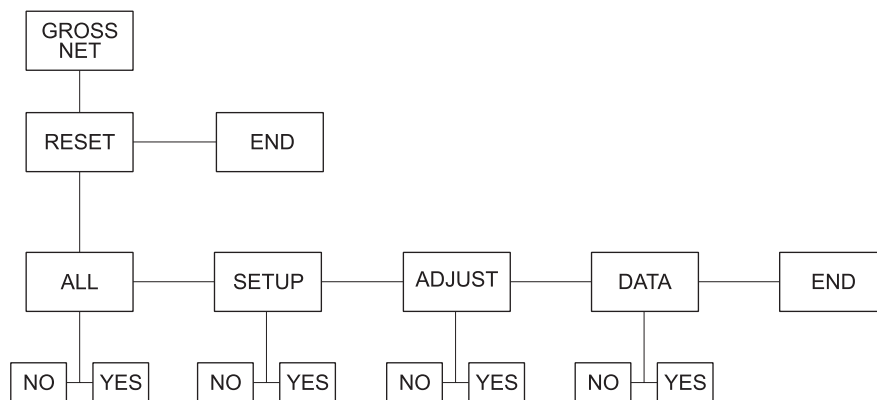 GROSS
NET
RESET
END
ALL
SETUP
ADJUST
DATA
END
NO
YES
NO
YES
NO
YES
NO
YES